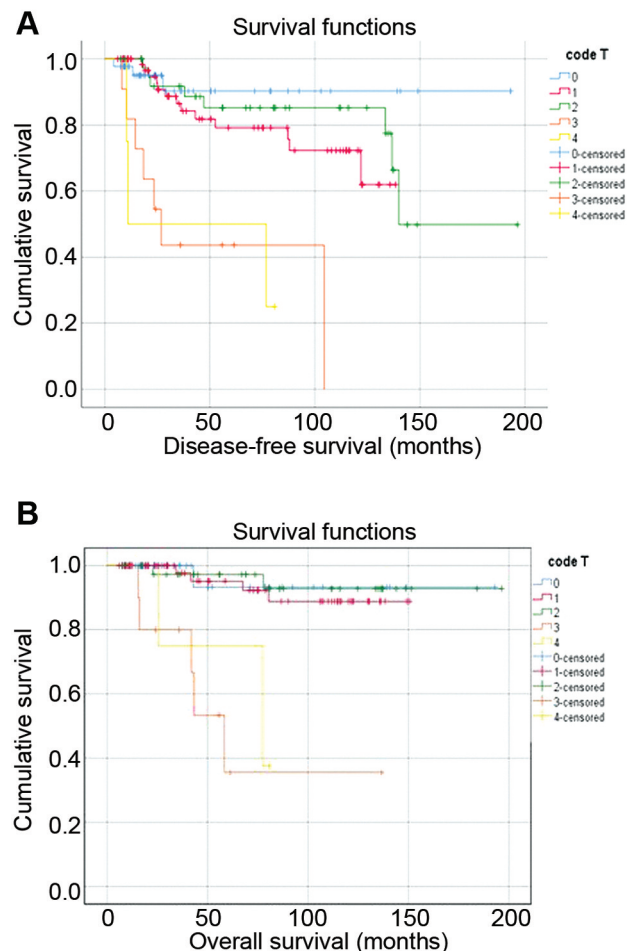 A
Survival functions
code T
0
1
2
3
4
0-censored
1-censored
2-censored
3-censored
4-censored
Cumulative survival
1.0
0.8
0.6
0.4
0.2
0.0
0 50 100 150 200
Disease-free survival (months)
B
Survival functions
code T
0
1
2
3
4
0-censored
1-censored
2-censored
3-censored
4-censored
Cumulative survival
1.0
0.8
0.6
0.4
0.2
0.0
0 50 100 150 200
Overall survival (months)